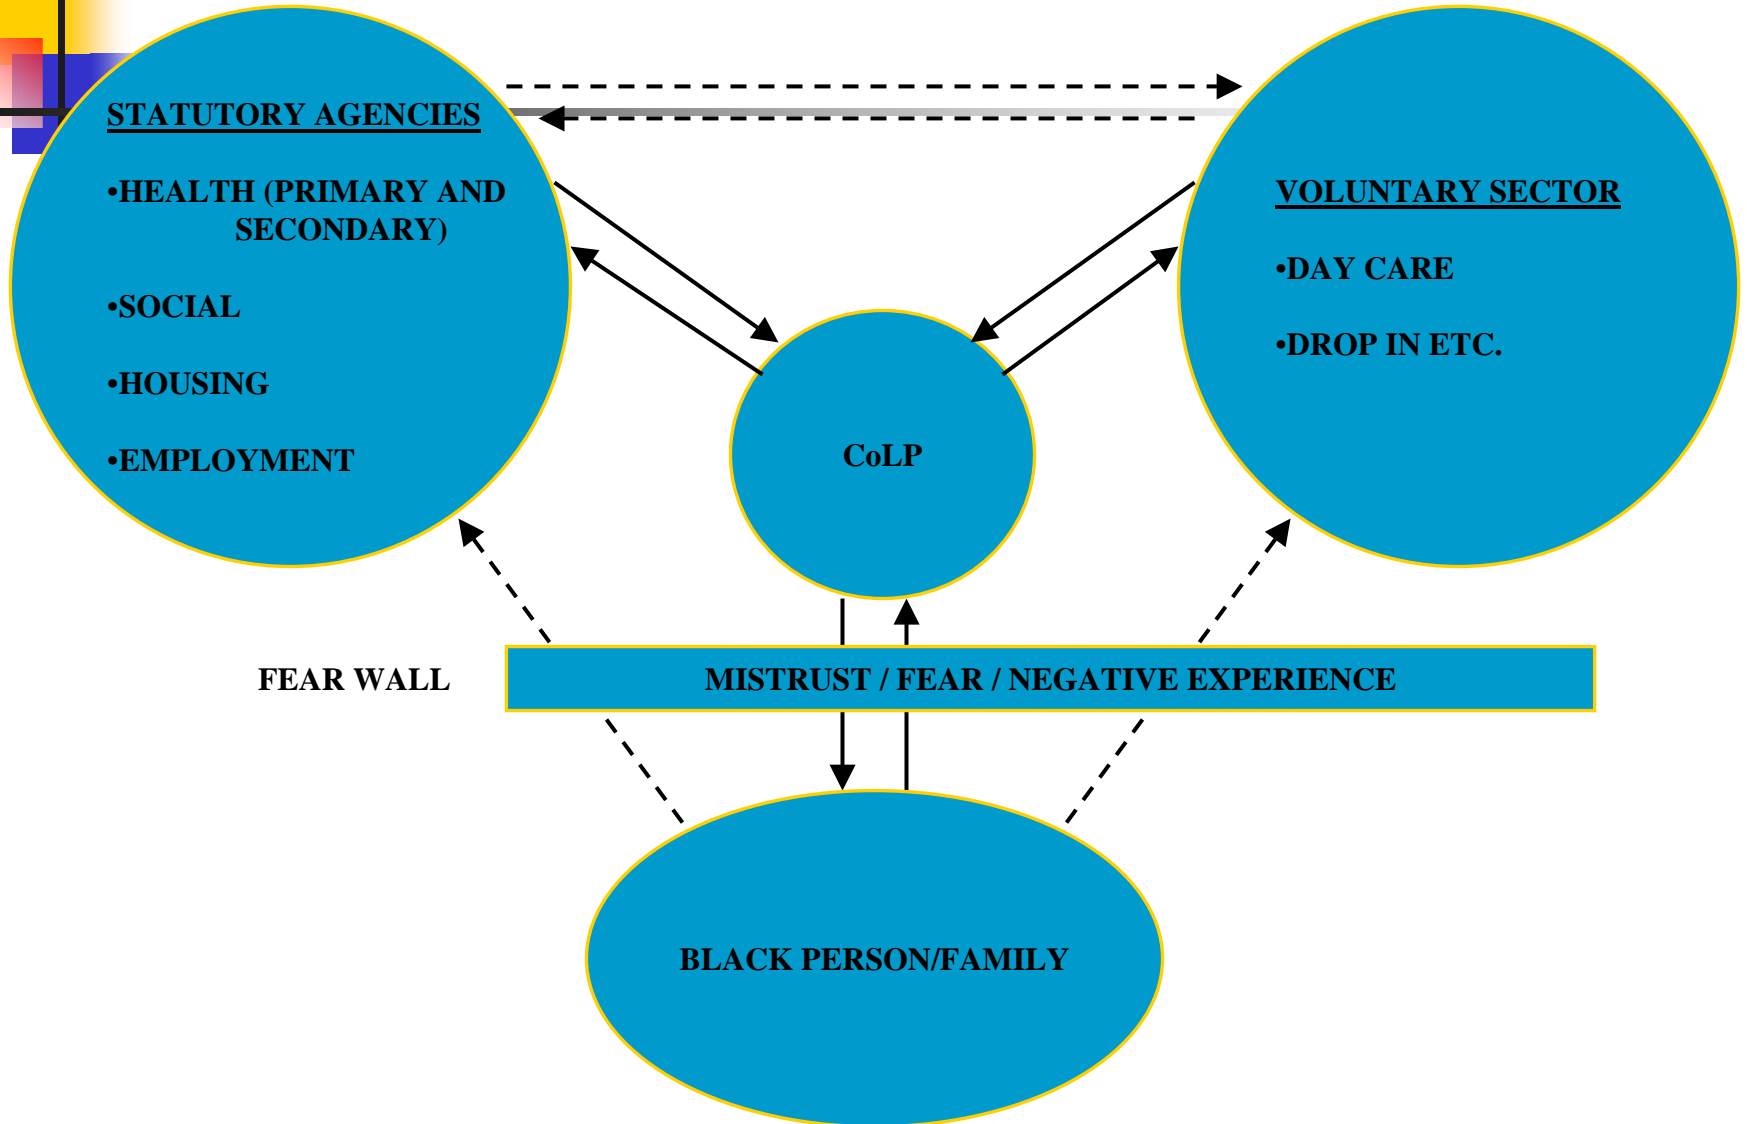 STATUTORY AGENCIES
•HEALTH (PRIMARY AND
SECONDARY)
•SOCIAL
•HOUSING
•EMPLOYMENT
VOLUNTARY SECTOR
•DAY CARE
•DROP IN ETC.
CoLP
FEAR WALL
MISTRUST / FEAR / NEGATIVE EXPERIENCE
BLACK PERSON/FAMILY